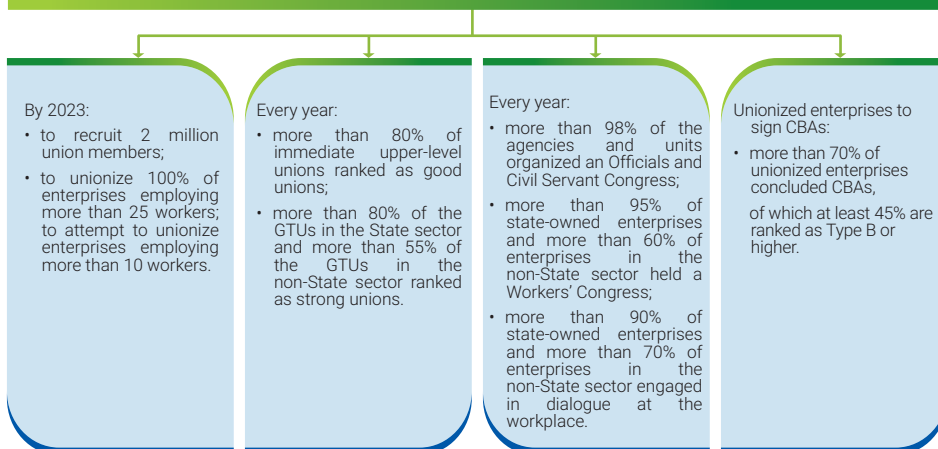 By 2023:
• to recruit 2 million
union members;
• to unionize 100% of
enterprises employing
more than 25 workers;
to attempt to unionize
enterprises employing
more than 10 workers.
Every year:
• more than 80% of
immediate upper-level
unions ranked as good
unions;
• more than 80% of the
GTUs in the State sector
and more than 55% of
the GTUs in the
non-State sector ranked
as strong unions.
Every year:
• more than 98% of the
agencies and units
organized an Officials and
Civil Servant Congress;
• more than 95% of
state-owned enterprises
and more than 60% of
enterprises in the
non-State sector held a
Workers’ Congress;
• more than 90% of
state-owned enterprises
and more than 70% of
enterprises in the
non-State sector engaged
in dialogue at the
workplace.
Unionized enterprises to
sign CBAs:
• more than 70% of
unionized enterprises
concluded CBAs,
of which at least 45% are
ranked as Type B or
higher.